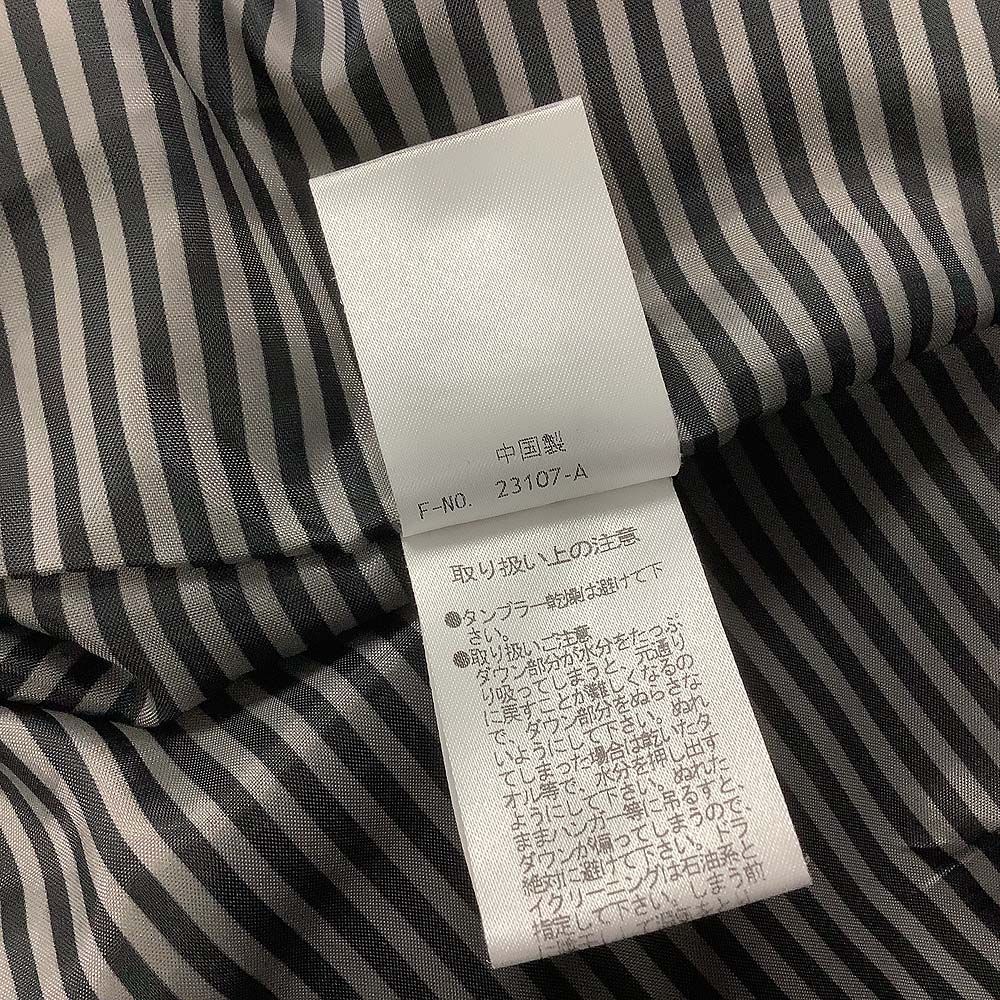 中国製
F-NO. 23107-A
取り扱い上の注意
●タンブラー乾燥は避けて下
さい。
●取り扱いご注意
ダウン部分が水分をたっぷ
り吸ってしまうと、元通り
に戻すことが難しくなるの
で、ダウン部分をぬらさな
いようにして下さい。ぬれ
てしまった場合は乾いたタ
オル等で、水分を押し出す
ようにして下さい。ぬれた
ままハンガー等に吊るすと
ダウンが偏ってしまうので、
絶対に避けて下さい。ドラ
イクリーニングは石油系と
指定して下さい。